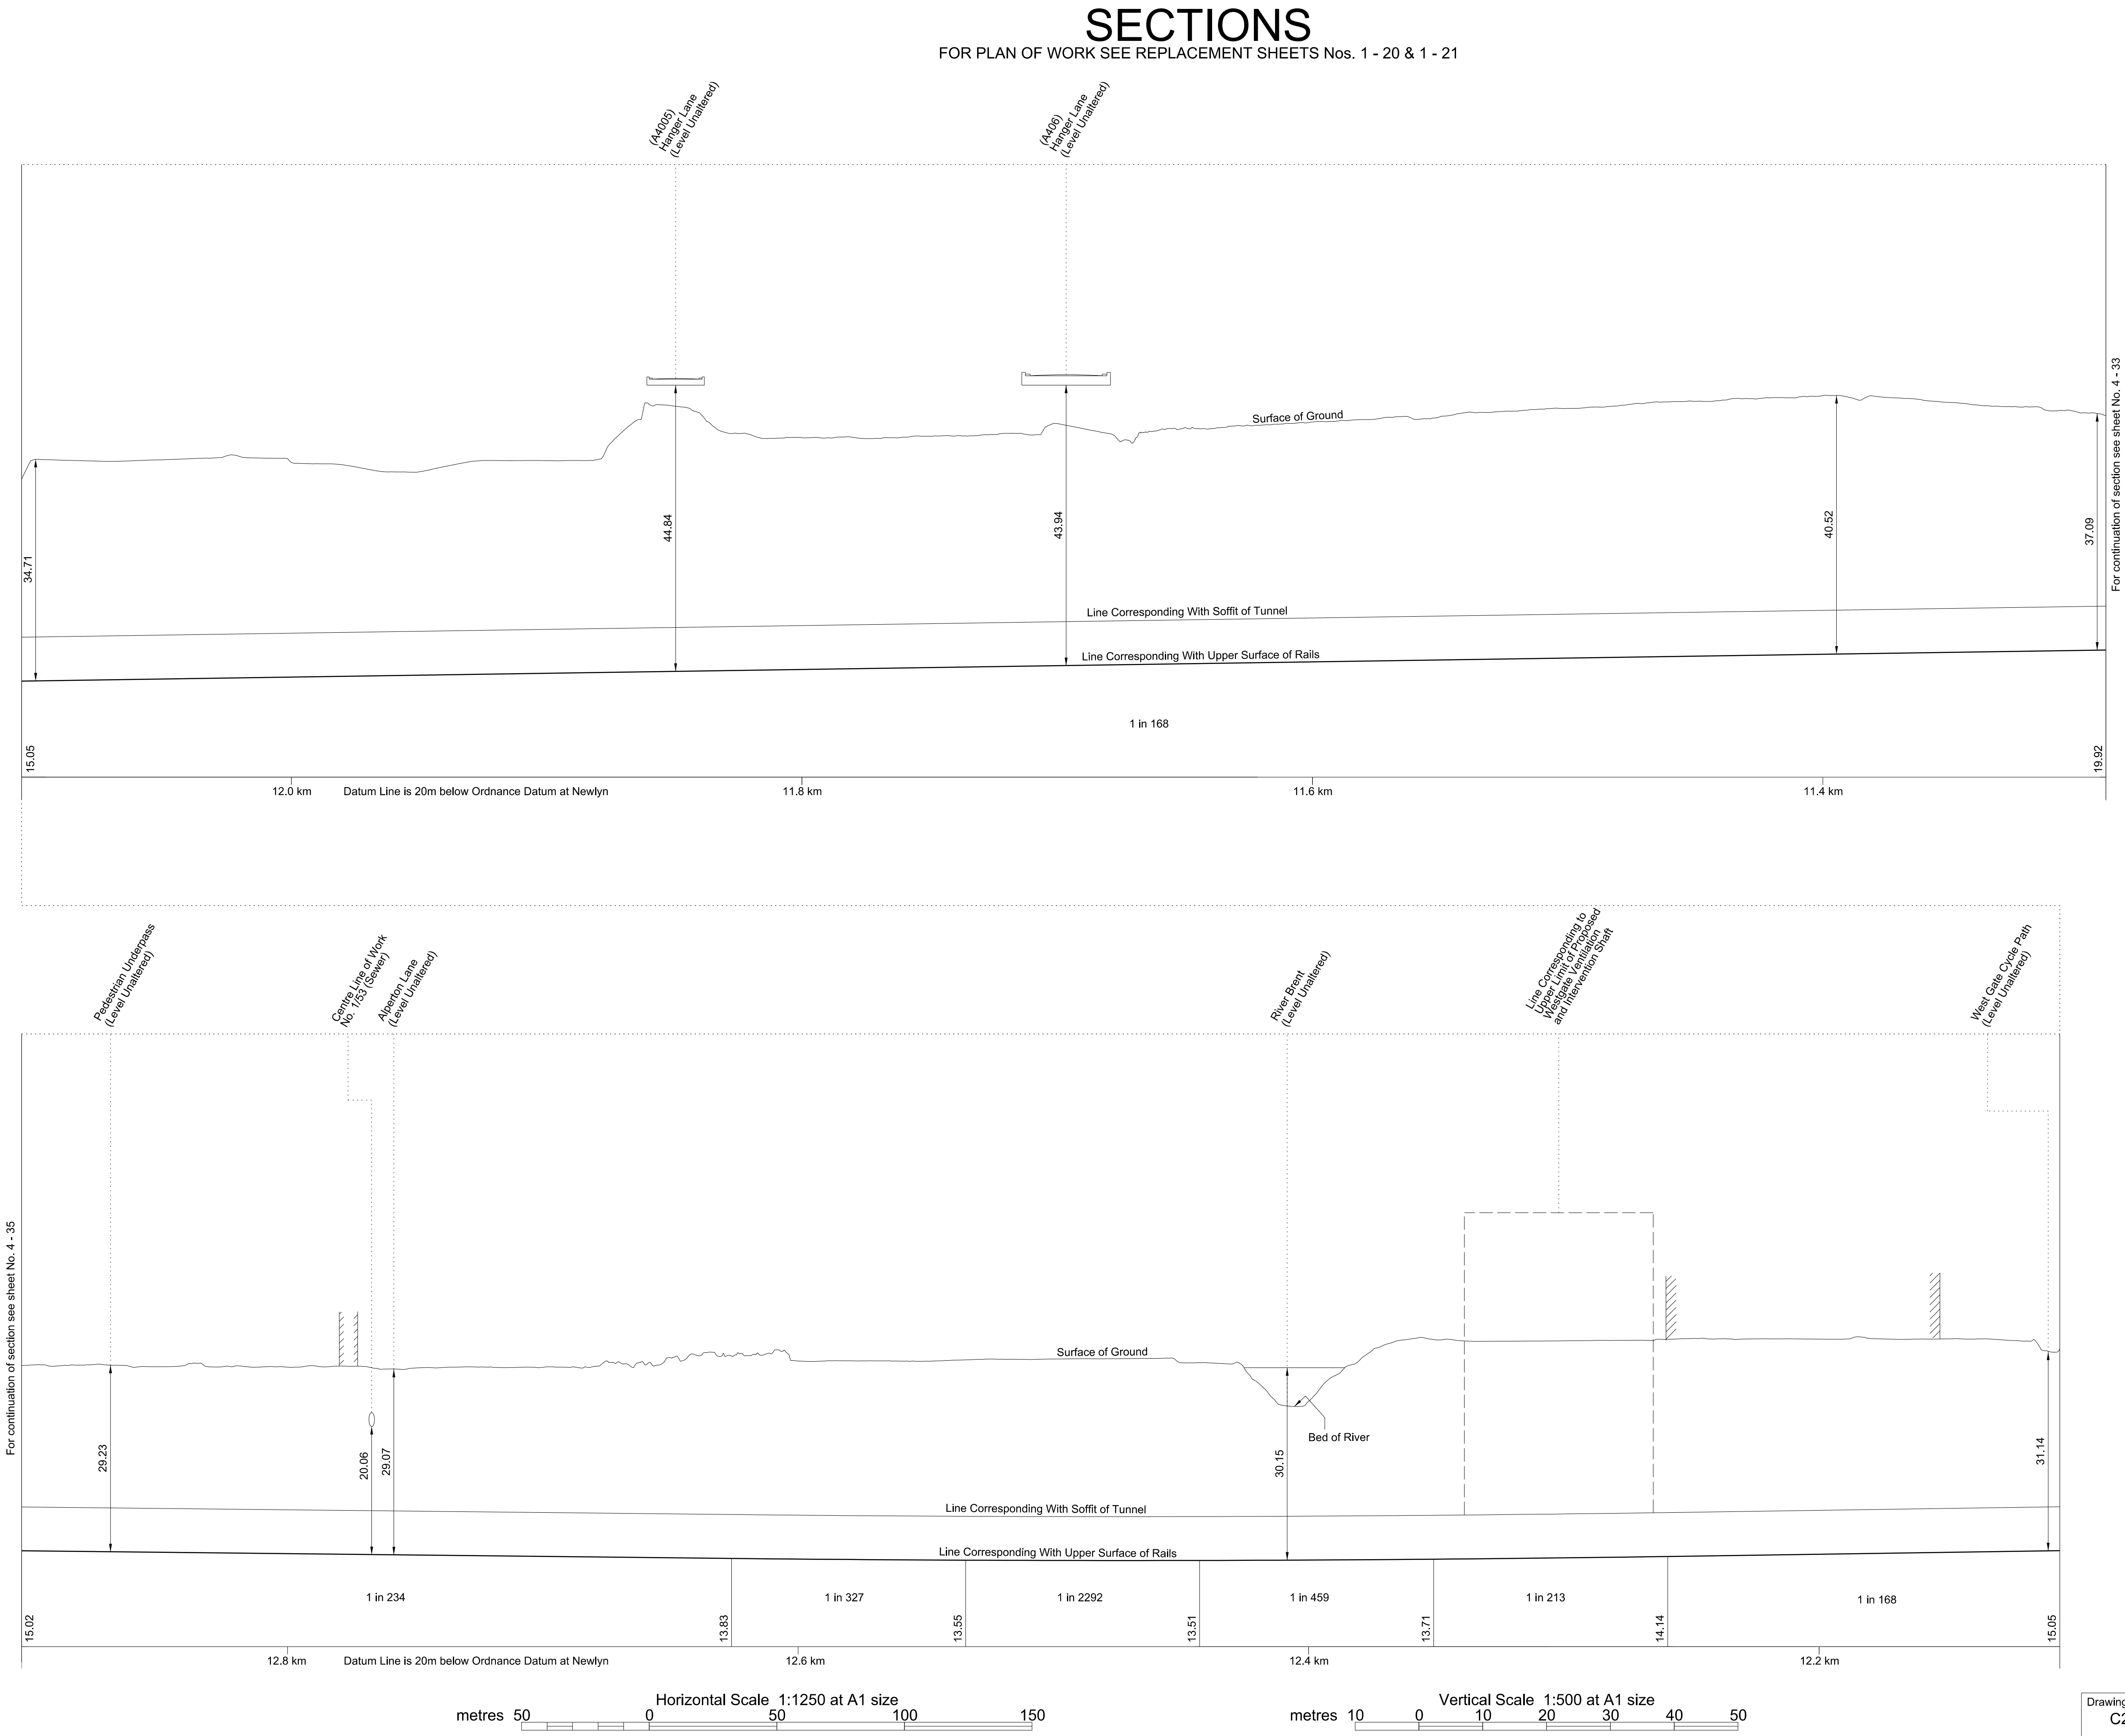 SECTIONS
FOR PLAN OF WORK SEE REPLACEMENT SHEETS Nos. 1 - 20 & 1 - 21
(A4005)
Hanger Lane
(Level Unaltered)
(A406)
Hanger Lane
(Level Unaltered)
Surface of Ground
34.71
44.84
43.94
40.52
37.09
For continuation of section see sheet No. 4 - 33
Line Corresponding With Soffit of Tunnel
Line Corresponding With Upper Surface of Rails
1 in 168
15.05
19.92
12.0 km
Datum Line is 20m below Ordnance Datum at Newlyn
11.8 km
11.6 km
11.4 km
Pedestrian Underpass
(Level Unaltered)
Centre Line of Work
No. 1/53 (Sewer)
Alperton Lane
(Level Unaltered)
River Brent
(Level Unaltered)
Line Corresponding to
Upper Limit of Proposed
Westgate Ventilation
and Intervention Shaft
West Gate Cycle Path
(Level Unaltered)
For continuation of section see sheet No. 4 - 35
Surface of Ground
Bed of River
29.23
20.06
29.07
30.15
31.14
Line Corresponding With Soffit of Tunnel
Line Corresponding With Upper Surface of Rails
1 in 234
1 in 327
1 in 2292
1 in 459
1 in 213
1 in 168
15.02
13.83
13.55
13.51
13.71
14.14
15.05
12.8 km
Datum Line is 20m below Ordnance Datum at Newlyn
12.6 km
12.4 km
12.2 km
Horizontal Scale 1:1250 at A1 size
metres 50 0 50 100 150
Vertical Scale 1:500 at A1 size
metres 10 0 10 20 30 40 50
Drawing